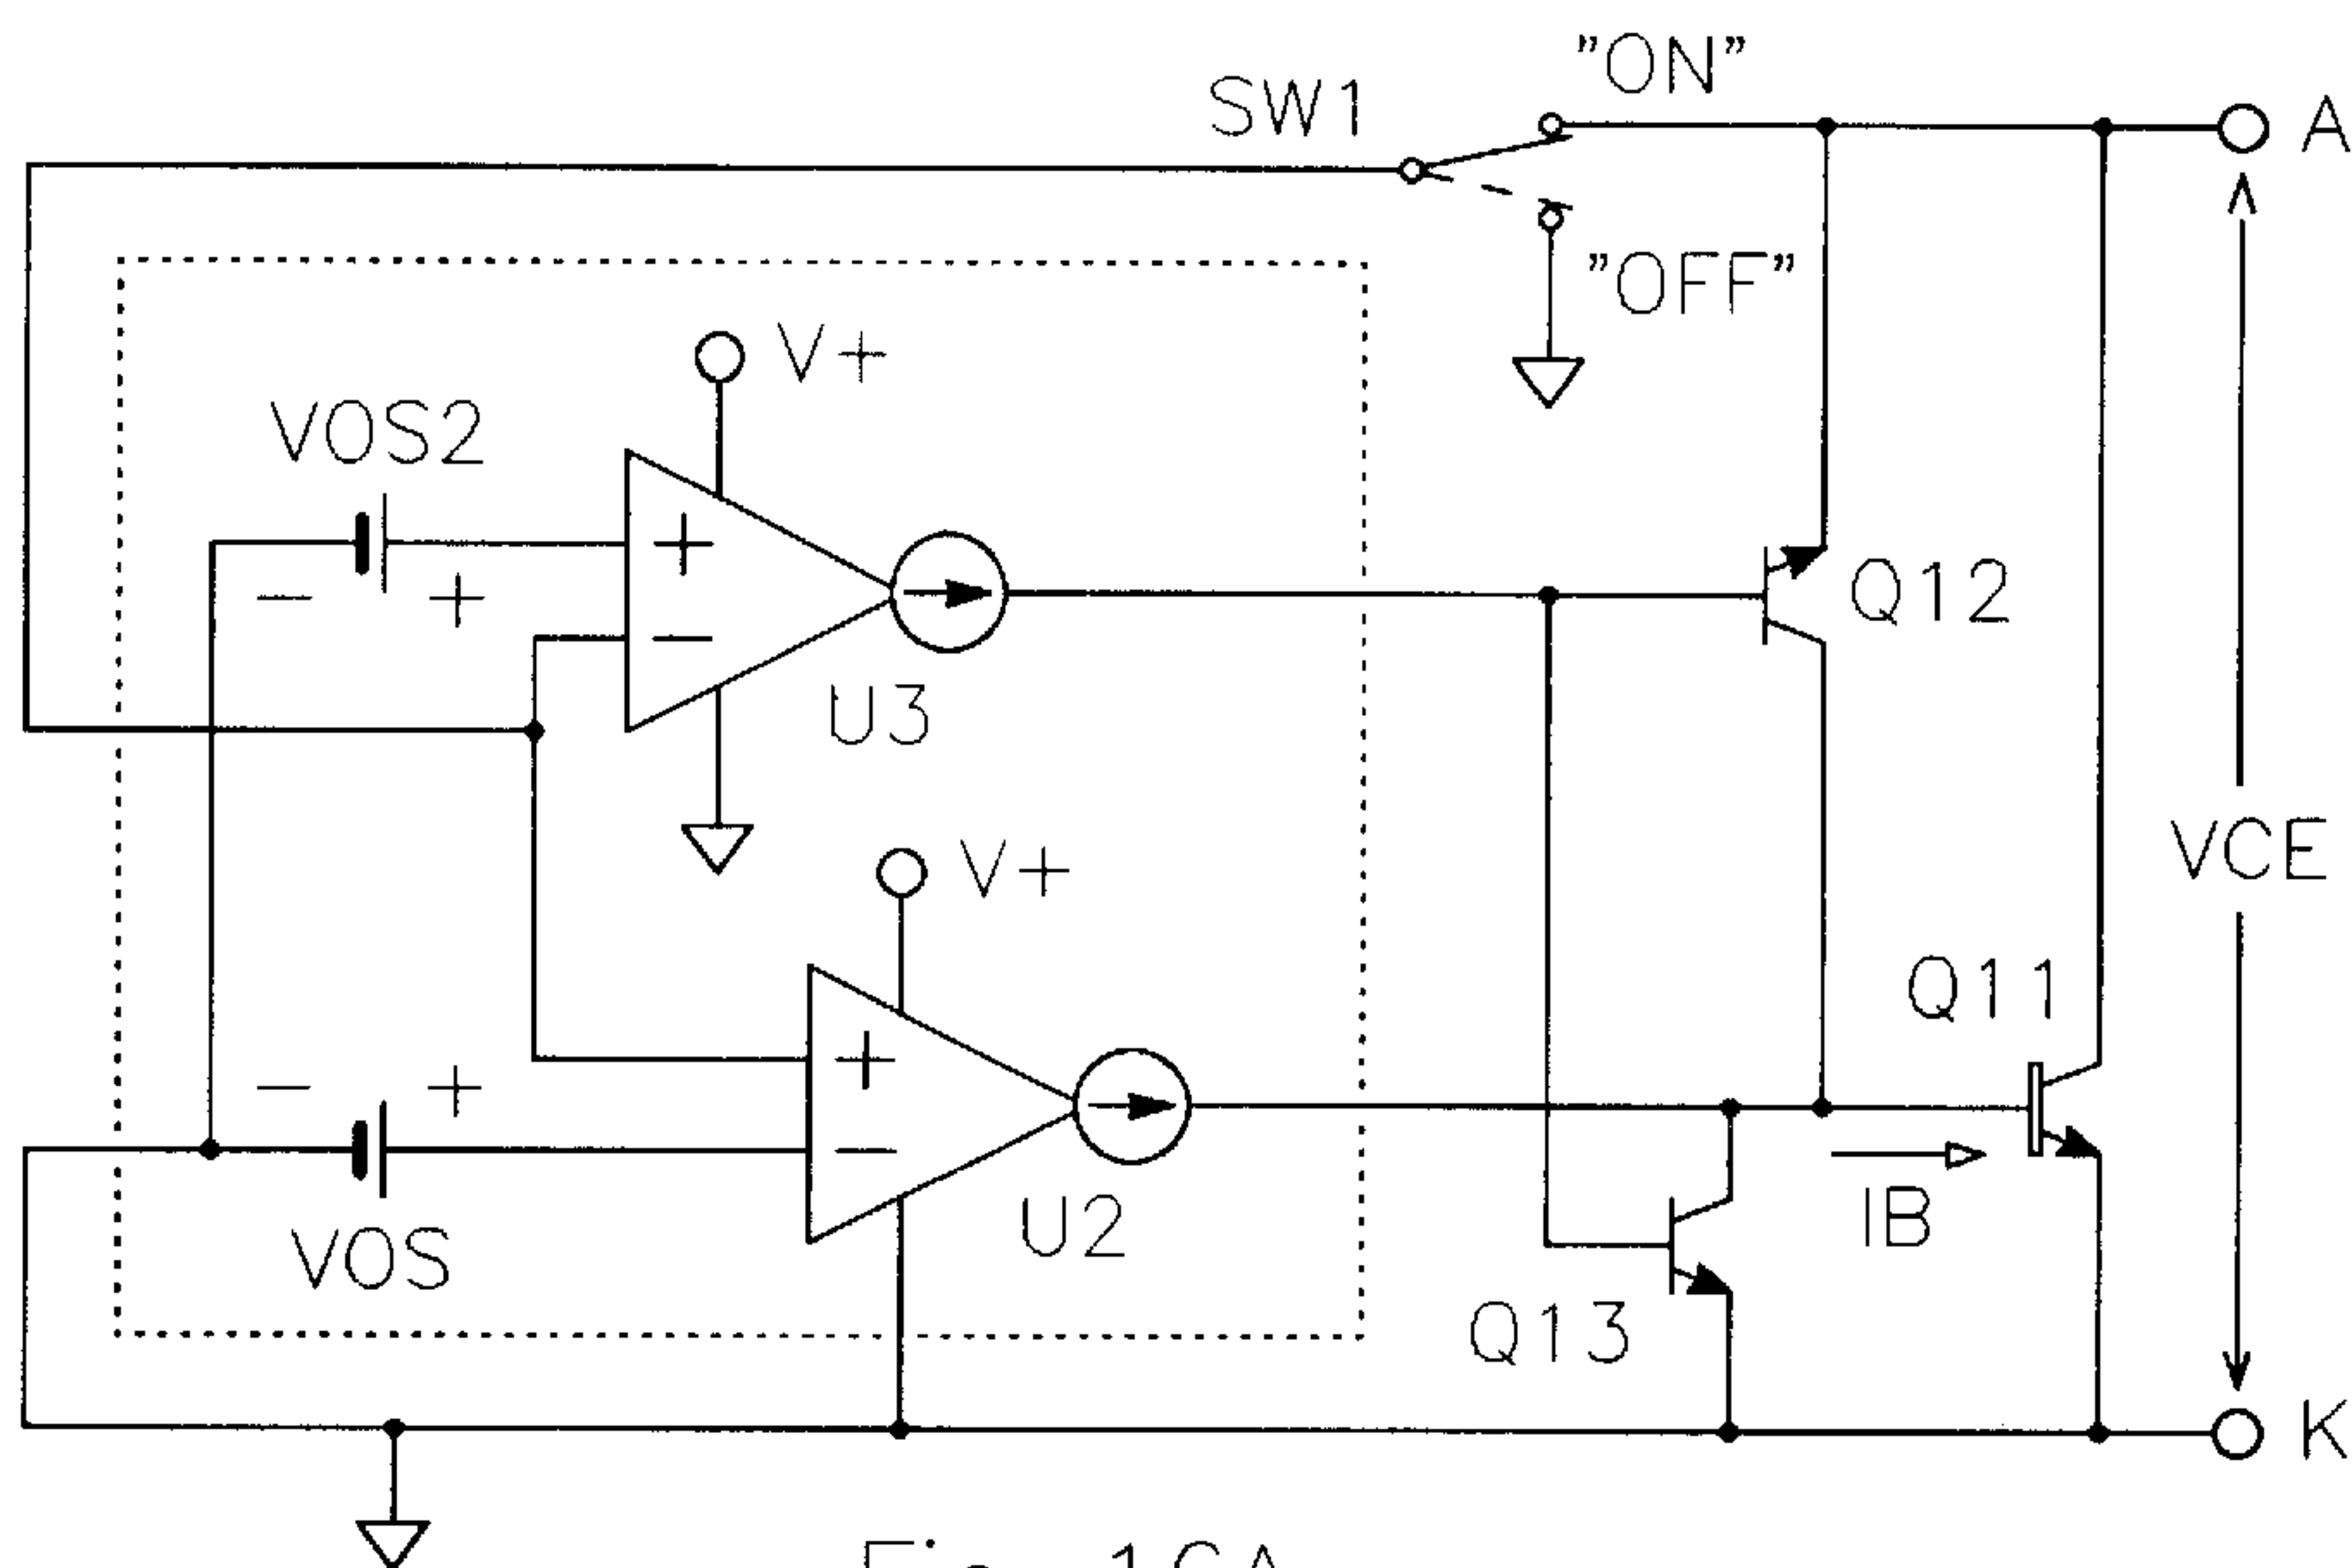 "ON"
SW1
A
"OFF"
V+
VOS2
+
− +
Q12
−
U3
V+
VCE
Q11
− +
+
−
IB
U2
VOS
Q13
K